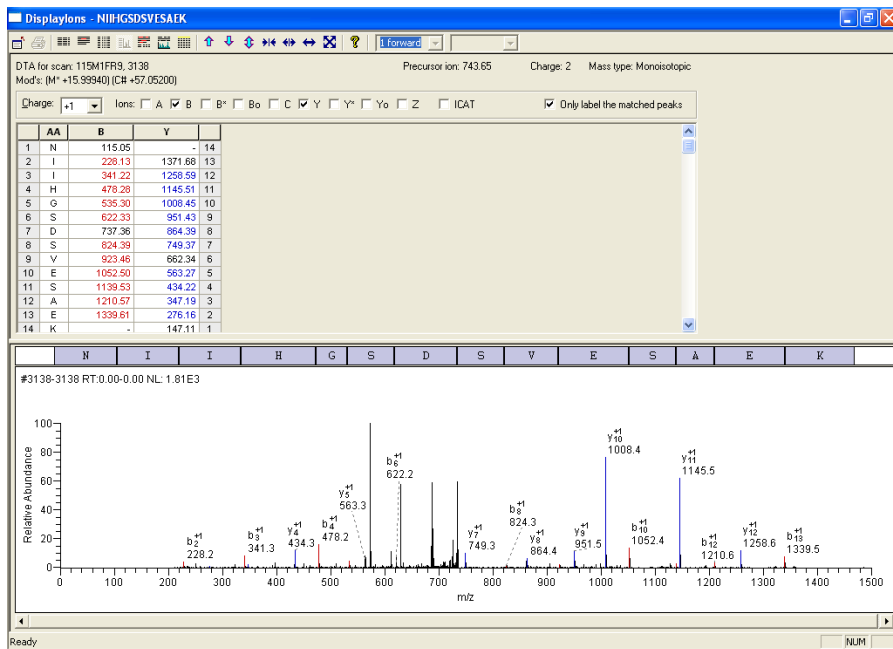 DisplayIons - NIIHGSDSVESAEK
1 forward
DTA for scan: 115M1FR9, 3138 Precursor ion: 743.65 Charge: 2 Mass type: Monoisotopic
Mod's: (M* +15.99940) (C# +57.05200)
Charge: +1 Ions: A B B* Bo C Y Y* Yo Z ICAT Only label the matched peaks
AA B Y
1 N 115.05 - 14
2 I 228.13 1371.68 13
3 I 341.22 1258.59 12
4 H 478.28 1145.51 11
5 G 535.30 1008.45 10
6 S 622.33 951.43 9
7 D 737.36 864.39 8
8 S 824.39 749.37 7
9 V 923.46 662.34 6
10 E 1052.50 563.27 5
11 S 1139.53 434.22 4
12 A 1210.57 347.19 3
13 E 1339.61 276.16 2
14 K - 147.11 1
N I I H G S D S V E S A E K
#3138-3138 RT:0.00-0.00 NL: 1.81E3
Relative Abundance
100
80
60
40
20
0
b2+1
228.2
b3+1
341.3
y4+1
434.3
b4+1
478.2
y5+1
563.3
b6+1
622.2
y7+1
749.3
b8+1
824.3
y8+1
864.4
y9+1
951.5
y10+1
1008.4
b10+1
1052.4
y11+1
1145.5
b12+1
1210.6
y12+1
1258.6
b13+1
1339.5
0 100 200 300 400 500 600 700 800 900 1000 1100 1200 1300 1400 1500
m/z
Ready NUM